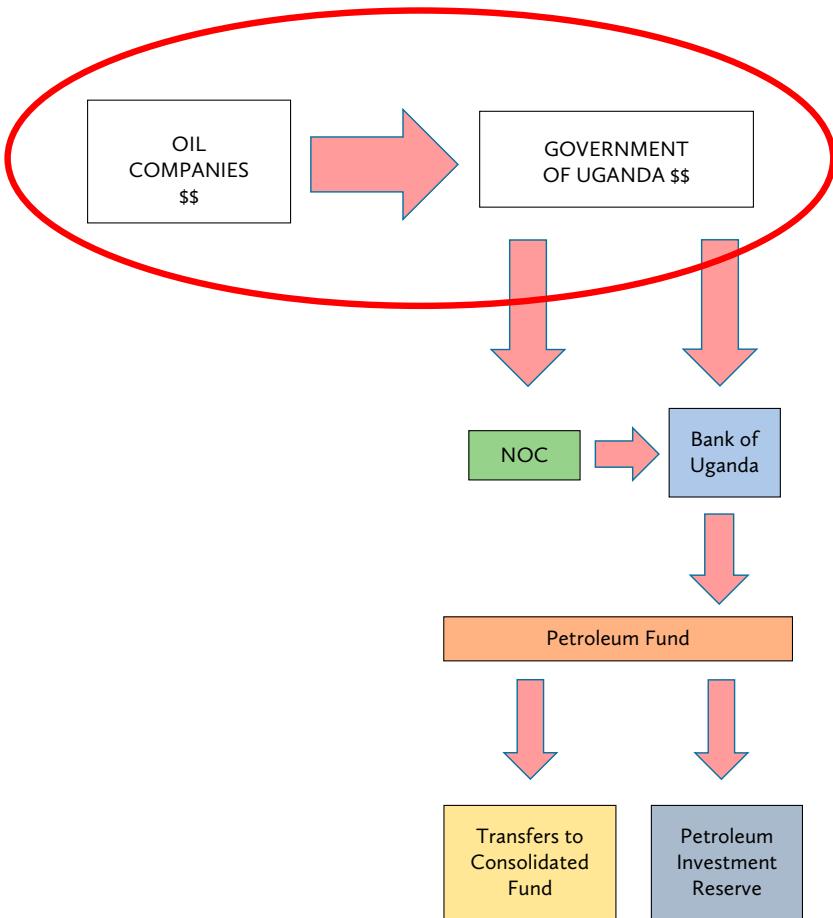 OIL
COMPANIES
$$
GOVERNMENT
OF UGANDA $$
NOC
Bank of
Uganda
Petroleum Fund
Transfers to
Consolidated
Fund
Petroleum
Investment
Reserve